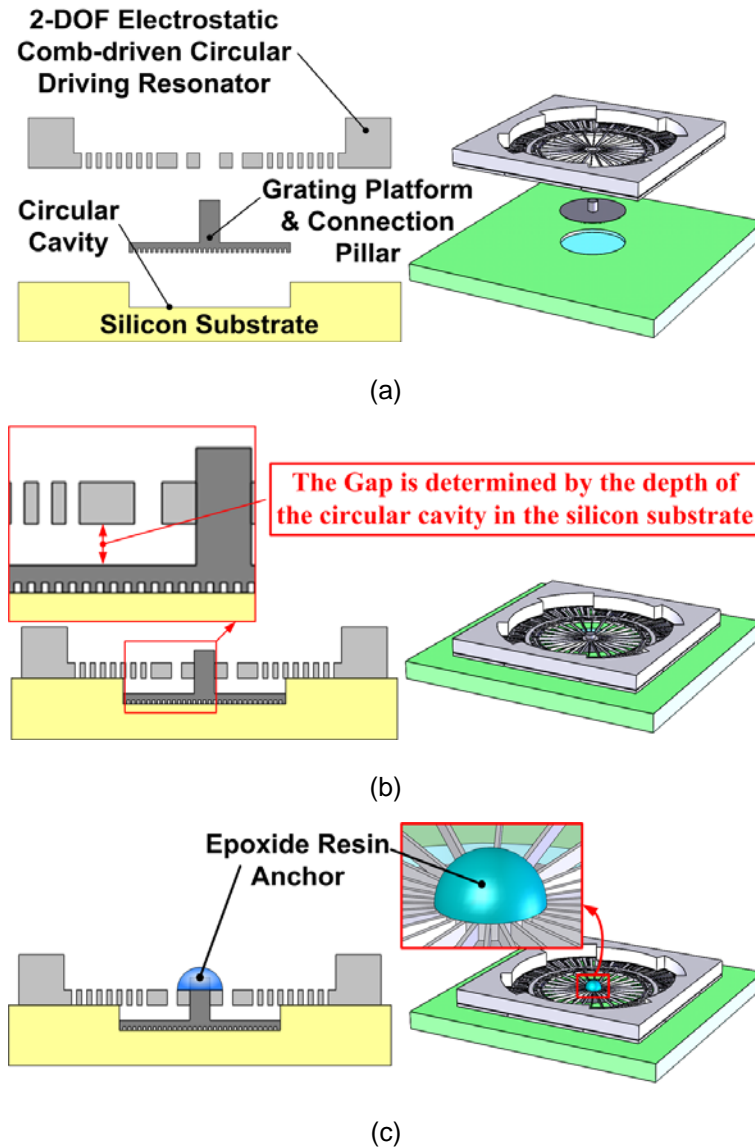 2-DOF Electrostatic
Comb-driven Circular
Driving Resonator
Circular
Cavity
Grating Platform
& Connection
Pillar
Silicon Substrate
(a)
The Gap is determined by the depth of
the circular cavity in the silicon substrate
(b)
Epoxide Resin
Anchor
(c)